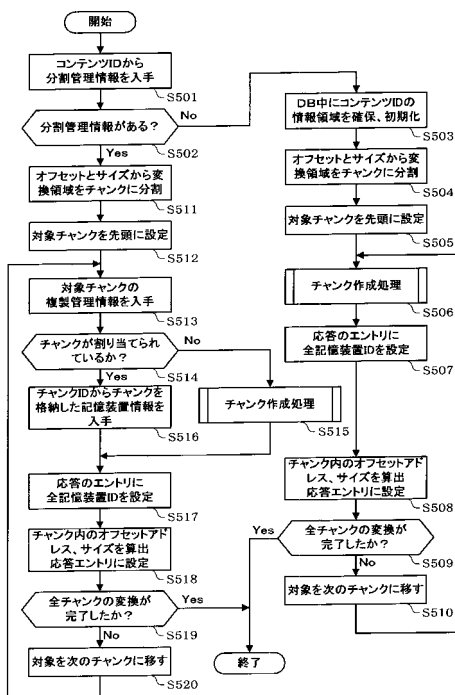 開始
コンテンツIDから
分割管理情報を入手
S501
分割管理情報がある?
No
Yes
S502
オフセットとサイズから変
換領域をチャンクに分割
S511
対象チャンクを先頭に設定
S512
対象チャンクの
複製管理情報を入手
S513
チャンクが割り当てられ
ているか?
No
Yes
S514
チャンクIDからチャンクを
格納した記憶装置情報を
入手
S516
チャンク作成処理
S515
応答のエントリに
全記憶装置IDを設定
S517
チャンク内のオフセットアド
レス、サイズを算出
応答エントリに設定
S518
全チャンクの変換が
完了したか?
Yes
S519
No
対象を次のチャンクに移す
S520
DB中にコンテンツIDの
情報領域を確保、初期化
S503
オフセットとサイズから変
換領域をチャンクに分割
S504
対象チャンクを先頭に設定
S505
チャンク作成処理
S506
応答のエントリに
全記憶装置IDを設定
S507
チャンク内のオフセットアド
レス、サイズを算出
応答エントリに設定
S508
Yes
全チャンクの変換が
完了したか?
S509
No
対象を次のチャンクに移す
S510
終了